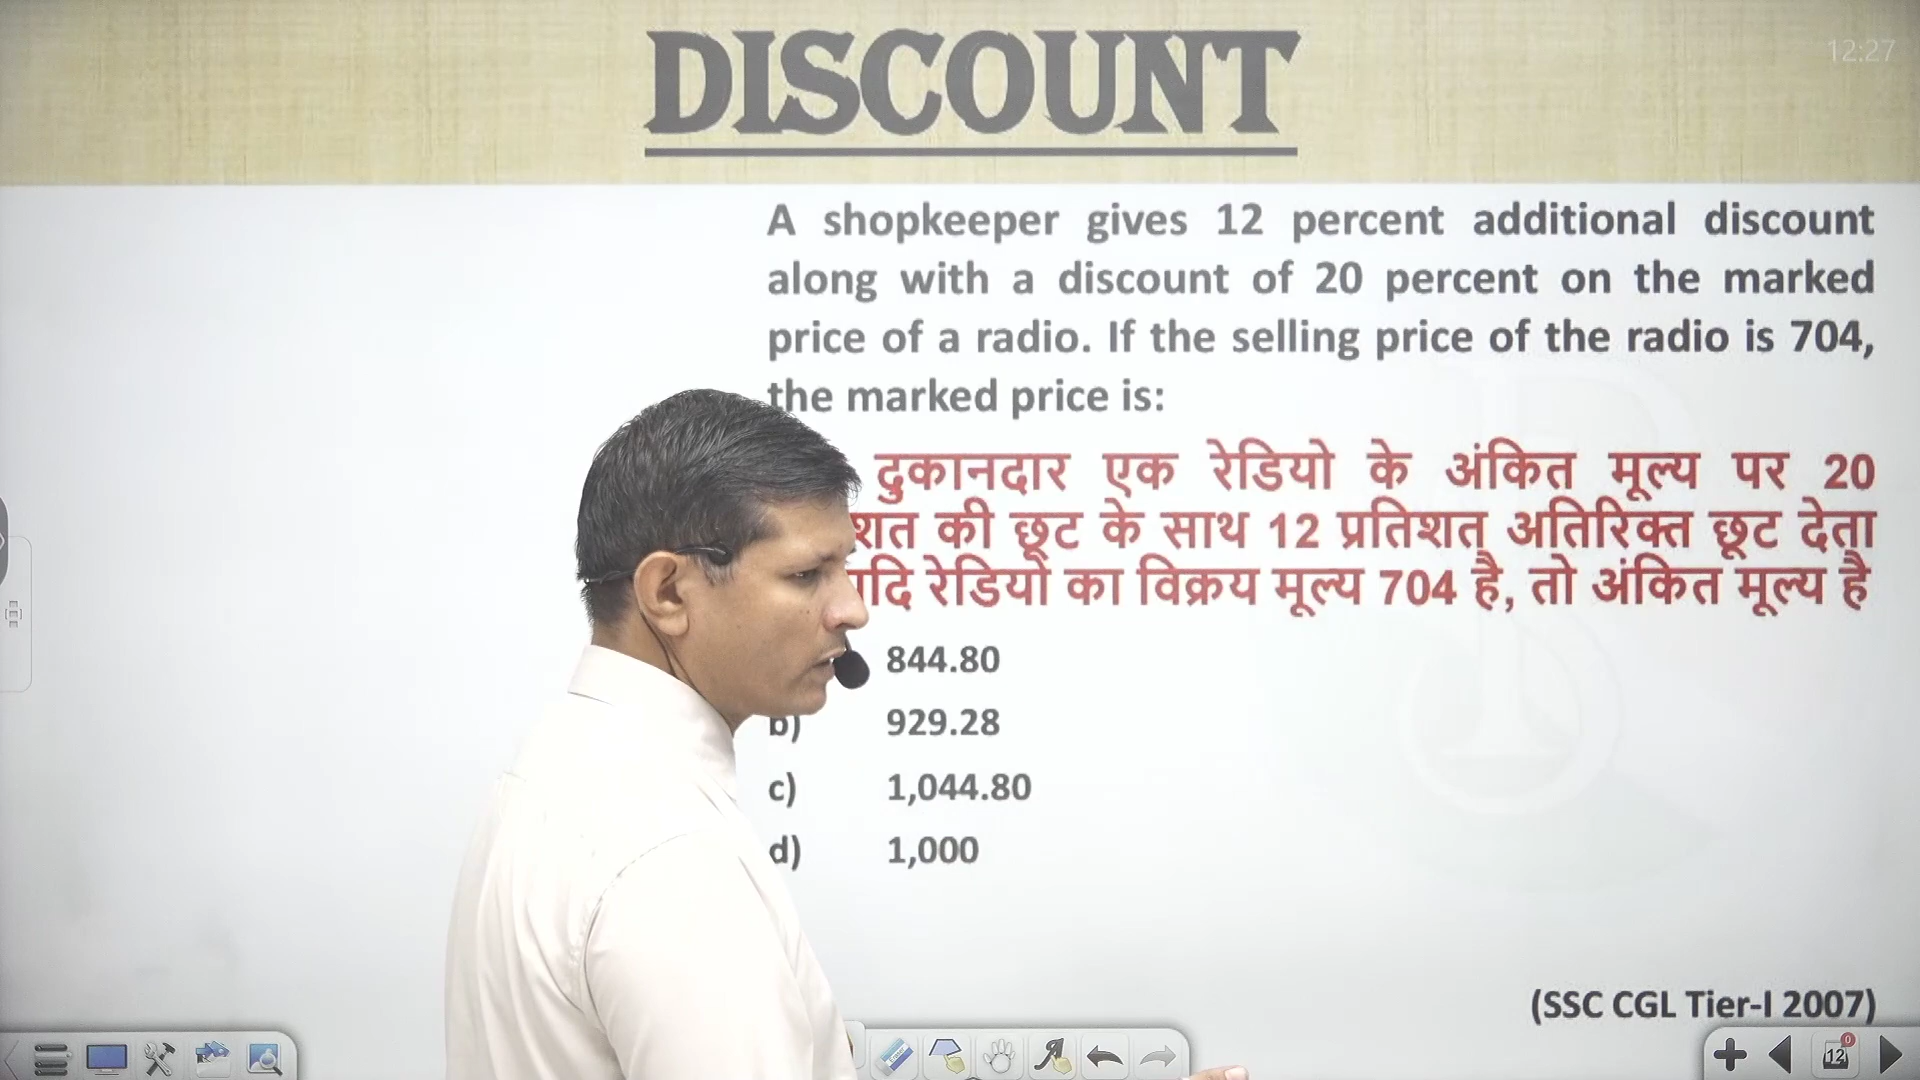 DISCOUNT
12:27
A shopkeeper gives 12 percent additional discount
along with a discount of 20 percent on the marked
price of a radio. If the selling price of the radio is 704,
the marked price is:
दुकानदार एक रेडियो के अंकित मूल्य पर 20
शत की छूट के साथ 12 प्रतिशत अतिरिक्त छूट देता
रेडियो का विक्रय मूल्य 704 है, तो अंकित मूल्य है
844.80
b) 929.28
c) 1,044.80
d) 1,000
(SSC CGL Tier-I 2007)
12
0